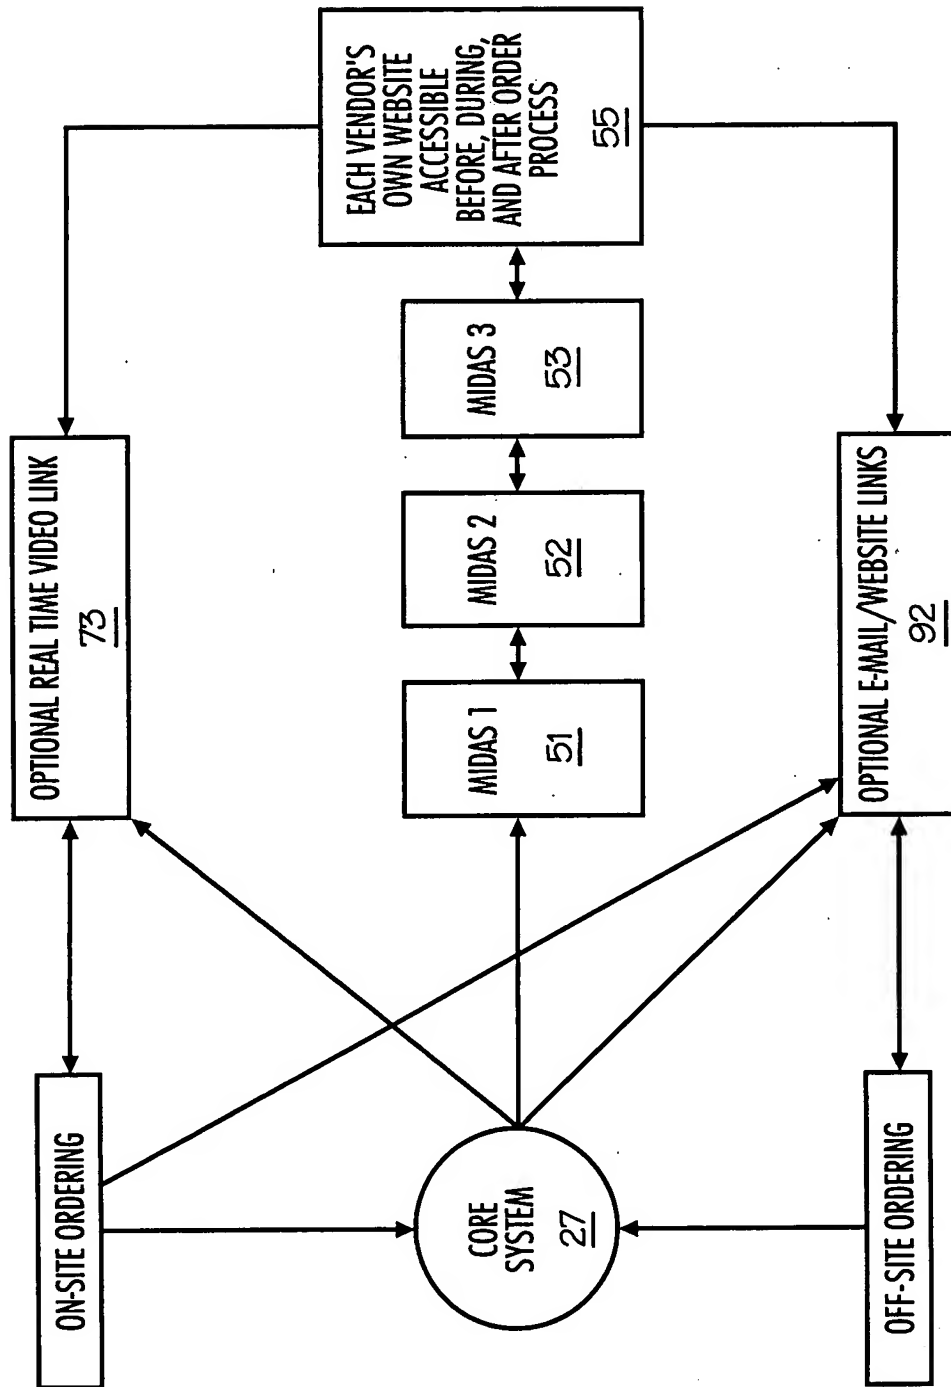 ON-SITE ORDERING
OPTIONAL REAL TIME VIDEO LINK
73
CORE
SYSTEM
27
MIDAS 1
51
MIDAS 2
52
MIDAS 3
53
EACH VENDOR'S
OWN WEBSITE
ACCESSIBLE
BEFORE, DURING,
AND AFTER ORDER
PROCESS
55
OFF-SITE ORDERING
OPTIONAL E-MAIL/WEBSITE LINKS
92